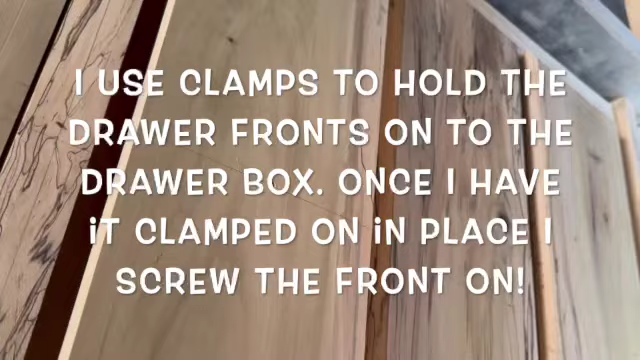 I USE CLAMPS TO HOLD THE
DRAWER FRONTS ON TO THE
DRAWER BOX. ONCE I HAVE
iT CLAMPED ON iN PLACE I
SCREW THE FRONT ON!